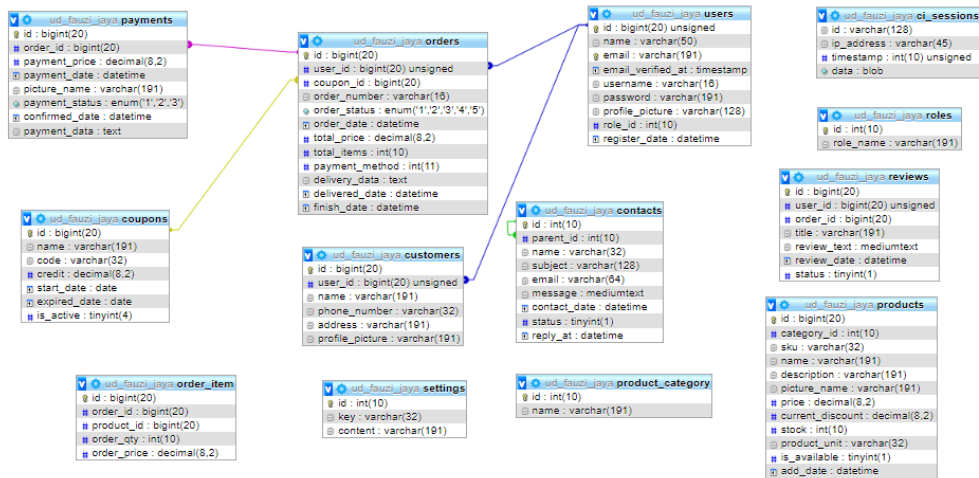 ud_fauzi_jaya payments
id : bigint(20)
order_id : bigint(20)
payment_price : decimal(8,2)
payment_date : datetime
picture_name : varchar(191)
payment_status : enum('1','2','3')
confirmed_date : datetime
payment_data : text
ud_fauzi_jaya orders
id : bigint(20)
user_id : bigint(20) unsigned
coupon_id : bigint(20)
order_number : varchar(16)
order_status : enum('1','2','3','4','5')
order_date : datetime
total_price : decimal(8,2)
total_items : int(10)
payment_method : int(11)
delivery_data : text
delivered_date : datetime
finish_date : datetime
ud_fauzi_jaya users
id : bigint(20) unsigned
name : varchar(50)
email : varchar(191)
email_verified_at : timestamp
username : varchar(16)
password : varchar(191)
profile_picture : varchar(128)
role_id : int(10)
register_date : datetime
ud_fauzi_jaya ci_sessions
id : varchar(128)
ip_address : varchar(45)
timestamp : int(10) unsigned
data : blob
ud_fauzi_jaya roles
id : int(10)
role_name : varchar(191)
ud_fauzi_jaya reviews
id : bigint(20)
user_id : bigint(20) unsigned
order_id : bigint(20)
title : varchar(191)
review_text : mediumtext
review_date : datetime
status : tinyint(1)
ud_fauzi_jaya coupons
id : bigint(20)
name : varchar(191)
code : varchar(32)
credit : decimal(8,2)
start_date : date
expired_date : date
is_active : tinyint(4)
ud_fauzi_jaya customers
id : bigint(20)
user_id : bigint(20) unsigned
name : varchar(191)
phone_number : varchar(32)
address : varchar(191)
profile_picture : varchar(191)
ud_fauzi_jaya contacts
id : int(10)
parent_id : int(10)
name : varchar(32)
subject : varchar(128)
email : varchar(64)
message : mediumtext
contact_date : datetime
status : tinyint(1)
reply_at : datetime
ud_fauzi_jaya products
id : bigint(20)
category_id : int(10)
sku : varchar(32)
name : varchar(191)
description : varchar(191)
picture_name : varchar(191)
price : decimal(8,2)
current_discount : decimal(8,2)
stock : int(10)
product_unit : varchar(32)
is_available : tinyint(1)
add_date : datetime
ud_fauzi_jaya order_item
id : bigint(20)
order_id : bigint(20)
product_id : bigint(20)
order_qty : int(10)
order_price : decimal(8,2)
ud_fauzi_jaya settings
id : int(10)
key : varchar(32)
content : varchar(191)
ud_fauzi_jaya product_category
id : int(10)
name : varchar(191)